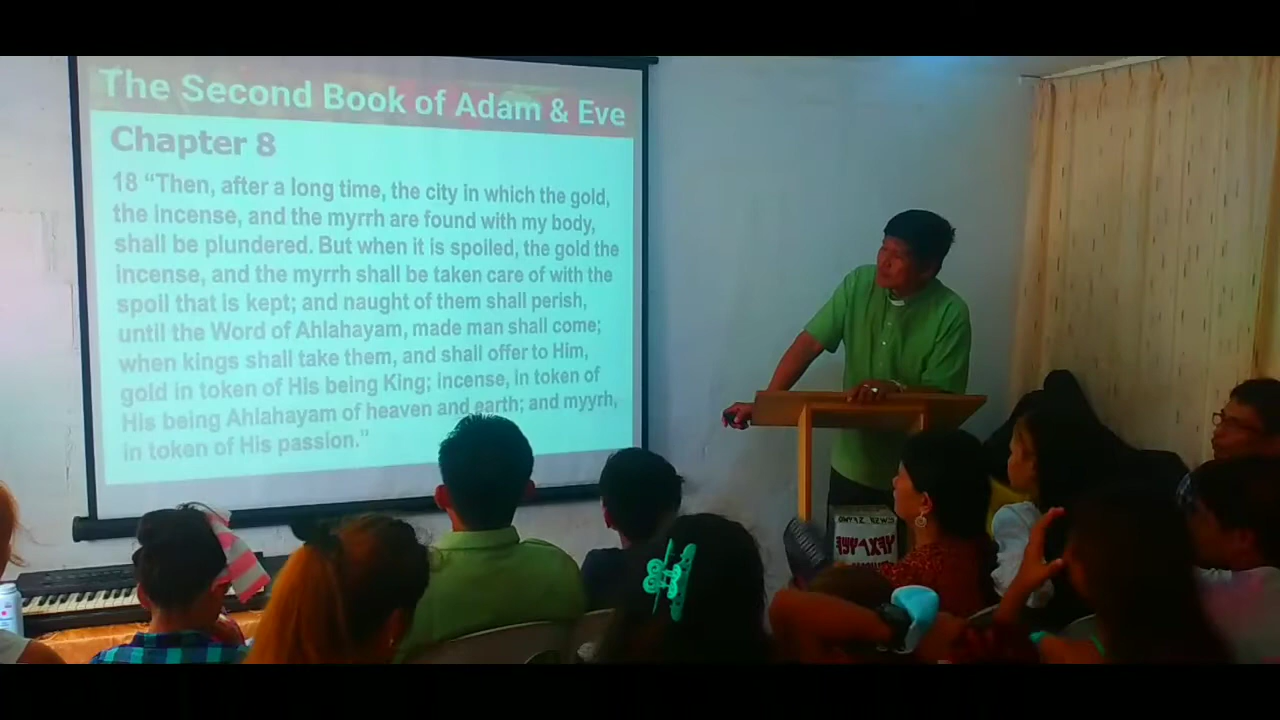 The Second Book of Adam & Eve
Chapter 8
18 “Then, after a long time, the city in which the gold,
the incense, and the myrrh are found with my body,
shall be plundered. But when it is spoiled, the gold the
incense, and the myrrh shall be taken care of with the
spoil that is kept; and naught of them shall perish,
until the Word of Ahlahayam, made man shall come;
when kings shall take them, and shall offer to Him,
gold in token of His being King; incense, in token of
His being Ahlahayam of heaven and earth; and myyrh,
in token of His passion.”